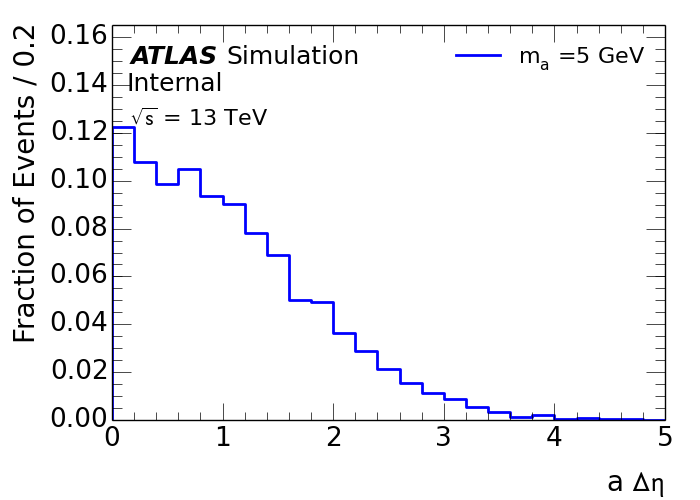 Fraction of Events / 0.2
0.16
0.14
0.12
0.10
0.08
0.06
0.04
0.02
0.00
ATLAS Simulation
Internal
√s = 13 TeV
mₐ =5 GeV
0 1 2 3 4 5
a Δη